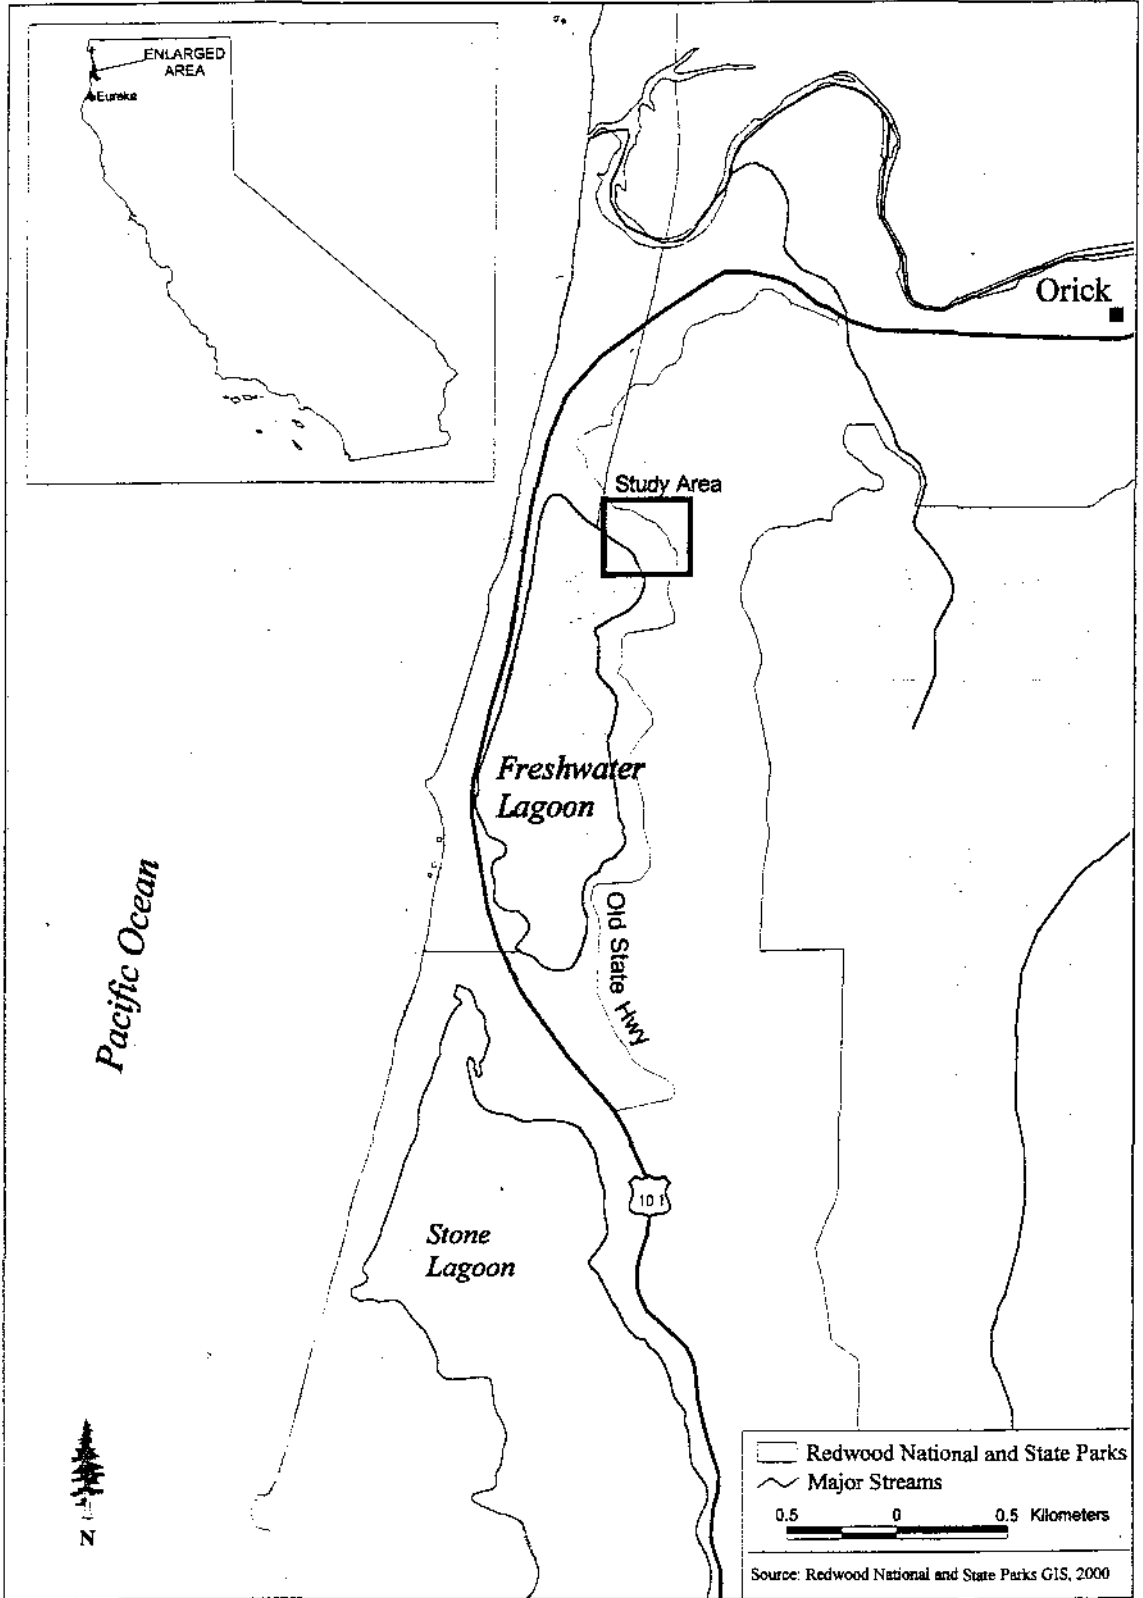 ENLARGED
AREA
Eureka
Orick
Study Area
Freshwater
Lagoon
Pacific Ocean
Old State Hwy
101
Stone
Lagoon
N
Redwood National and State Parks
Major Streams
0.5 0 0.5 Kilometers
Source: Redwood National and State Parks GIS, 2000